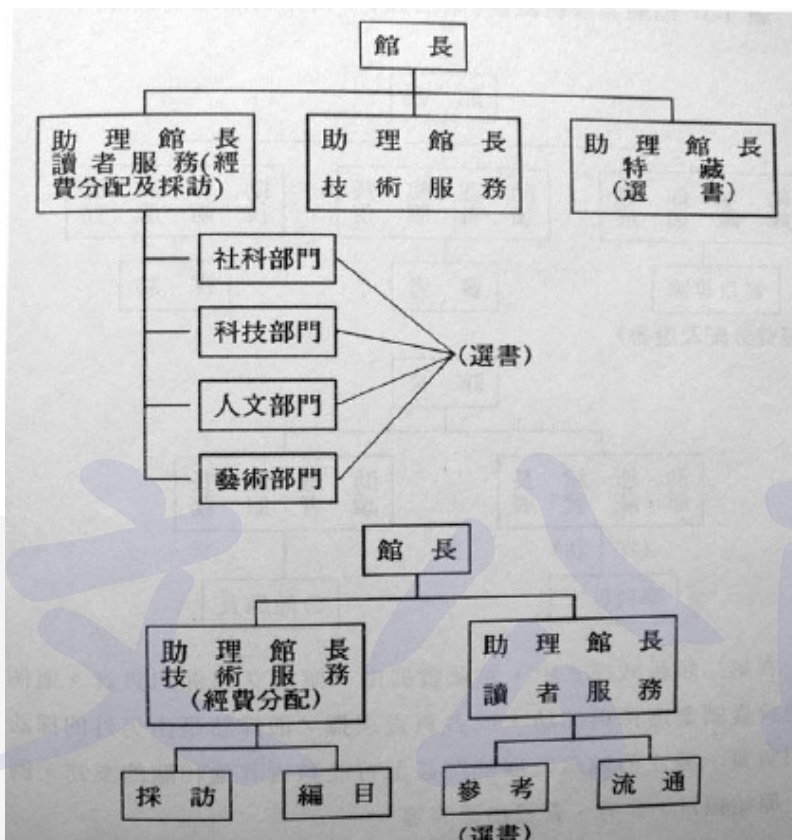 館長
助理館長
讀者服務(經
費分配及採訪)
助理館長
技術服務
助理館長
特藏
(選書)
社科部門
科技部門
人文部門
藝術部門
(選書)
館長
助理館長
技術服務
(經費分配)
助理館長
讀者服務
採訪
編目
參考
(選書)
流通